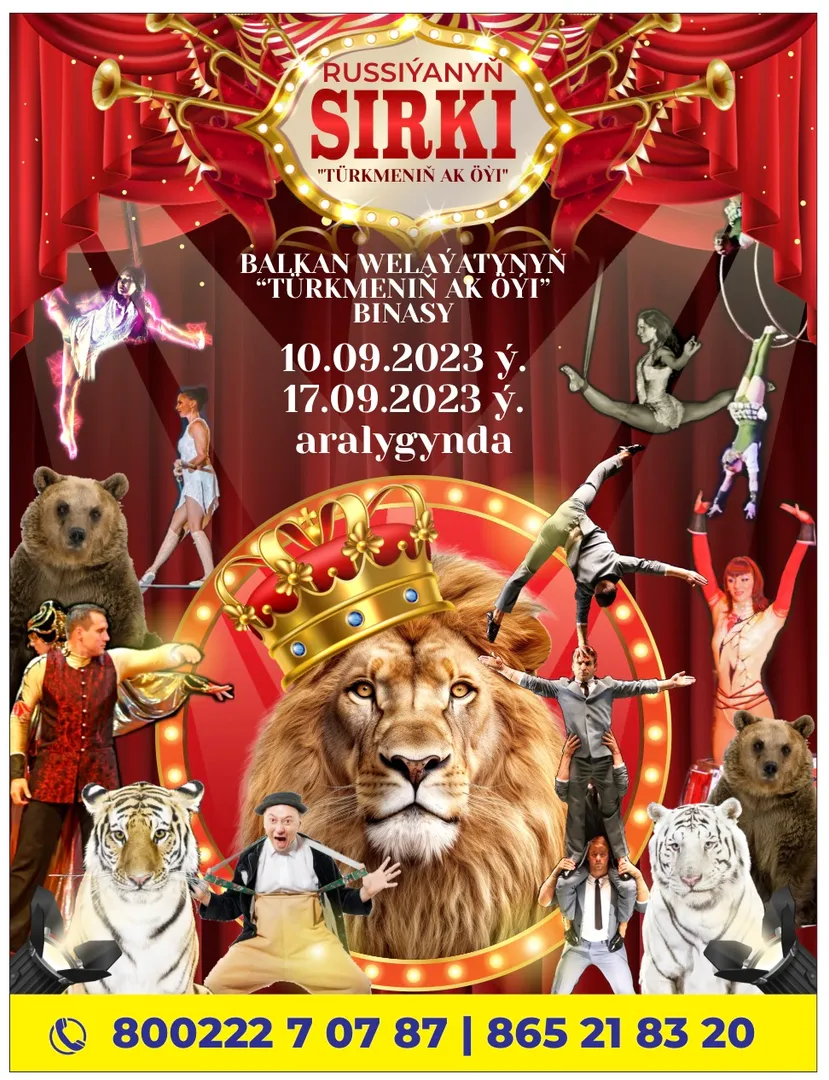 RUSSIÝANYŇ
SIRKI
"TÜRKMENIŇ AK ÖÝI"
BALKAN WELAÝATYNYŇ
“TÜRKMENIŇ AK ÖÝI”
BINASY
10.09.2023 ý.
17.09.2023 ý.
aralygynda
800222 7 07 87 | 865 21 83 20